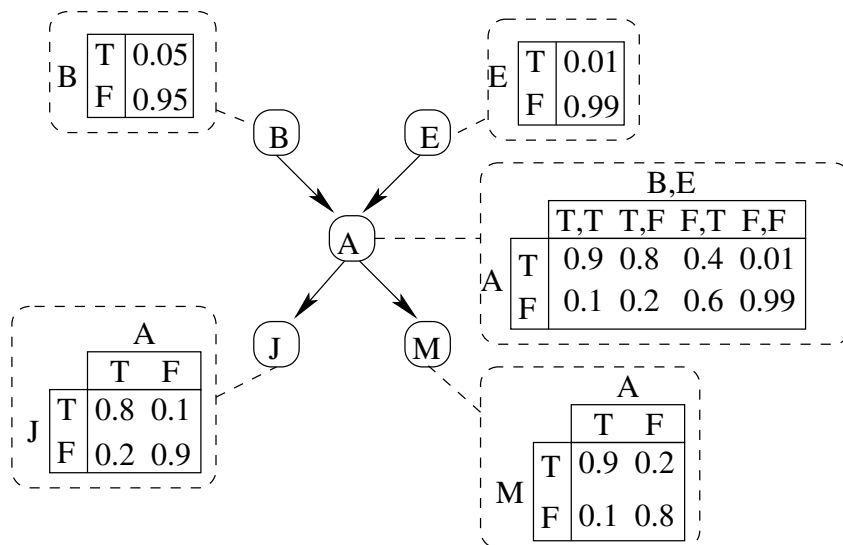 B
T 0.05
F 0.95
E
T 0.01
F 0.99
B
E
A
J
M
B,E
T,T T,F F,T F,F
A
T 0.9 0.8 0.4 0.01
F 0.1 0.2 0.6 0.99
A
T F
J
T 0.8 0.1
F 0.2 0.9
A
T F
M
T 0.9 0.2
F 0.1 0.8